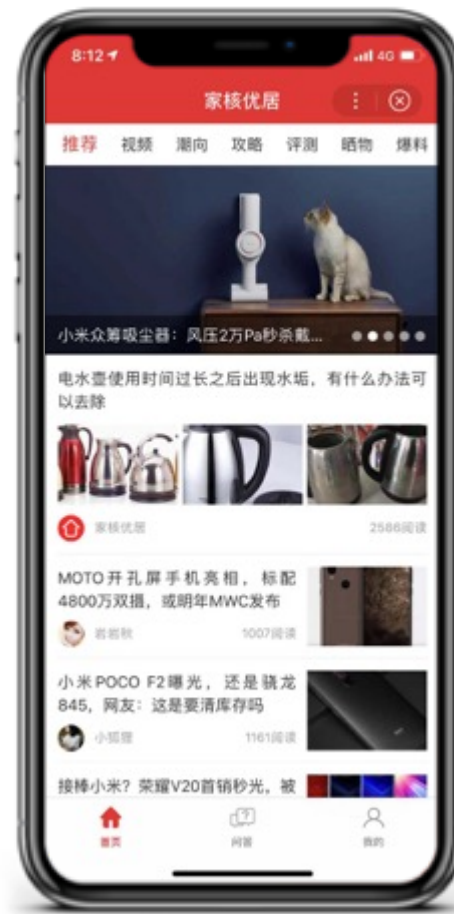 8:12
4G
家核优居
推荐 视频 潮向 攻略 评测 晒物 爆料
小米众筹吸尘器：风压2万Pa秒杀戴...
电水壶使用时间过长之后出现水垢，有什么办法可
以去除
家核优居 2586阅读
MOTO开孔屏手机亮相，标配
4800万双摄，或明年MWC发布
岩岩秋 1007阅读
小米POCO F2曝光，还是骁龙
845，网友：这是要清库存吗
小狐狸 1161阅读
接棒小米？荣耀V20首销秒光，被
首页 问答 我的